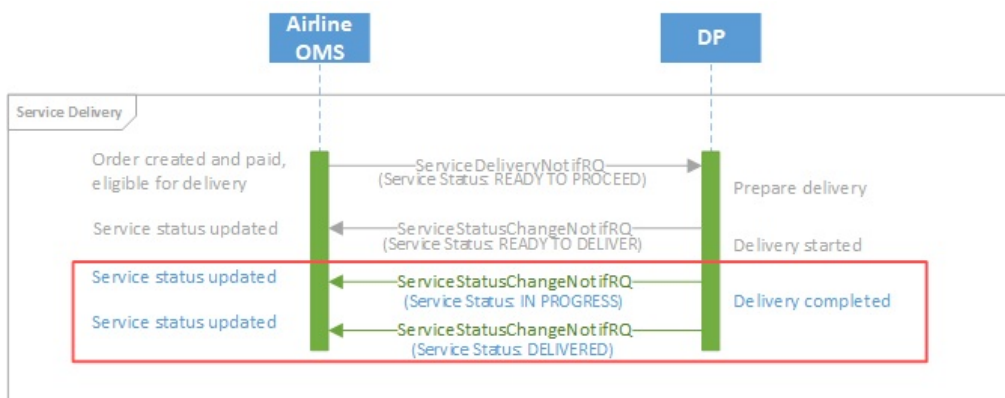 Airline
OMS
DP
Service Delivery
Order created and paid,
eligible for delivery
ServiceDeliveryNotifRQ
(Service Status: READY TO PROCEED)
Prepare delivery
Service status updated
ServiceStatusChangeNotifRQ
(Service Status: READY TO DELIVER)
Delivery started
Service status updated
ServiceStatusChangeNotifRQ
(Service Status: IN PROGRESS)
Delivery completed
Service status updated
ServiceStatusChangeNotifRQ
(Service Status: DELIVERED)